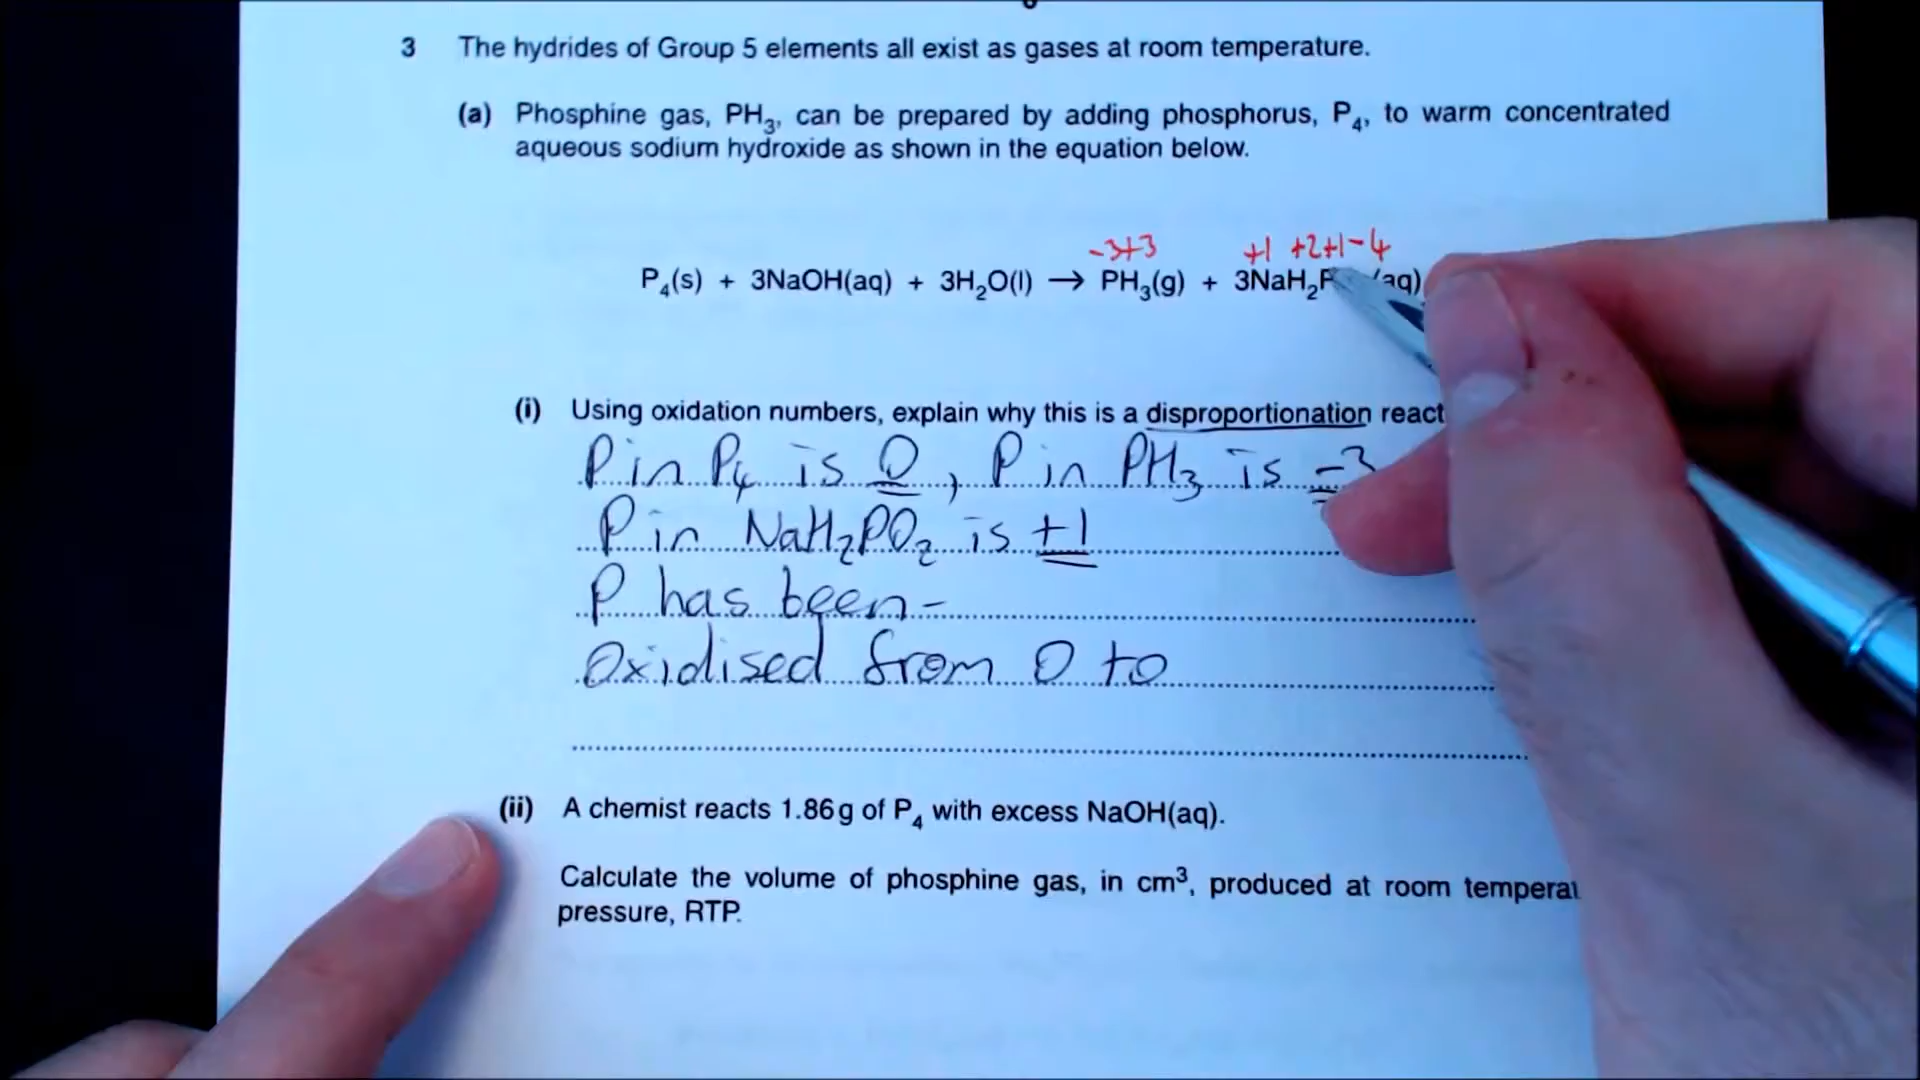 3 The hydrides of Group 5 elements all exist as gases at room temperature.
(a) Phosphine gas, PH3, can be prepared by adding phosphorus, P4, to warm concentrated
aqueous sodium hydroxide as shown in the equation below.
-3+3 +1 +2+1-4
P4(s) + 3NaOH(aq) + 3H2O(l) → PH3(g) + 3NaH2P (aq)
(i) Using oxidation numbers, explain why this is a disproportionation react
P in P4 is 0, P in PH3 is -3
P in NaH2PO2 is +1
P has been-
oxidised from 0 to
(ii) A chemist reacts 1.86 g of P4 with excess NaOH(aq).
Calculate the volume of phosphine gas, in cm³, produced at room temperat
pressure, RTP.